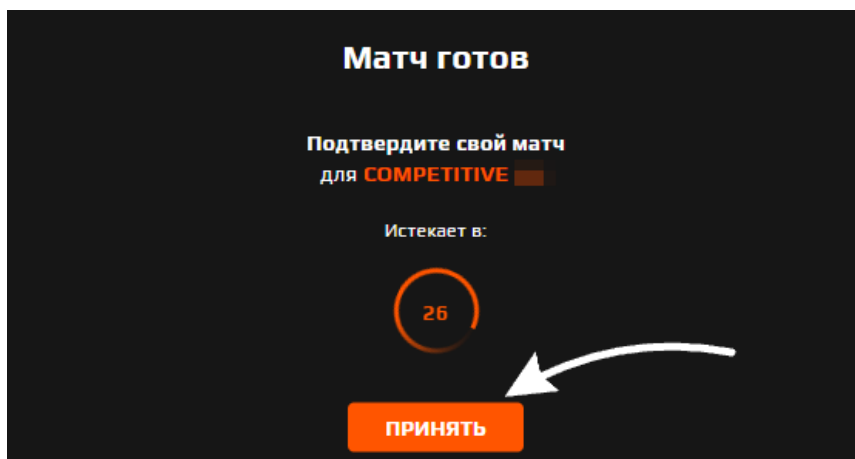 Матч готов
Подтвердите свой матч
для COMPETITIVE
Истекает в:
26
ПРИНЯТЬ